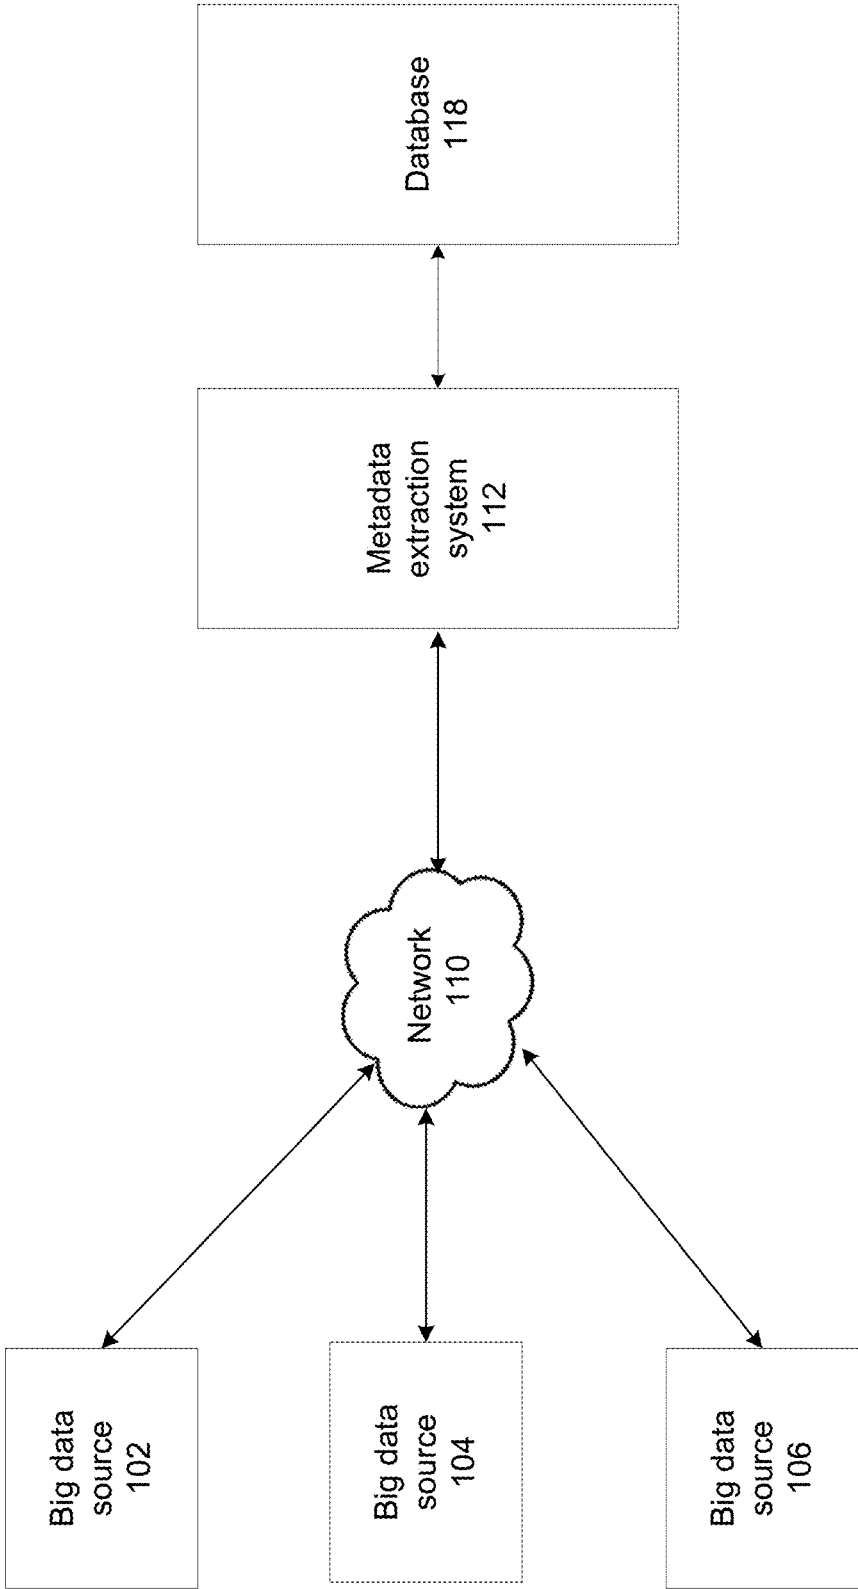 Big data
source
102
Big data
source
104
Big data
source
106
Network
110
Metadata
extraction
system
112
Database
118